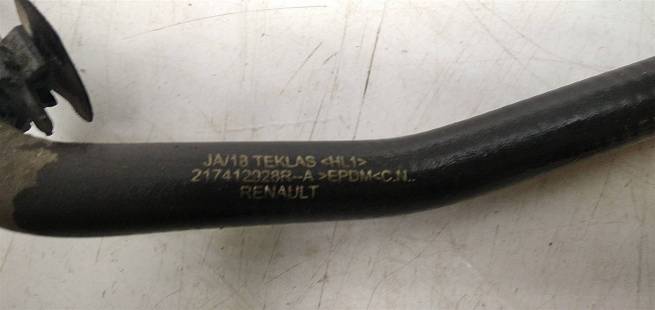 JA/18 TEKLAS <HL1>
217412928R--A >EPDM<C.N..
RENAULT